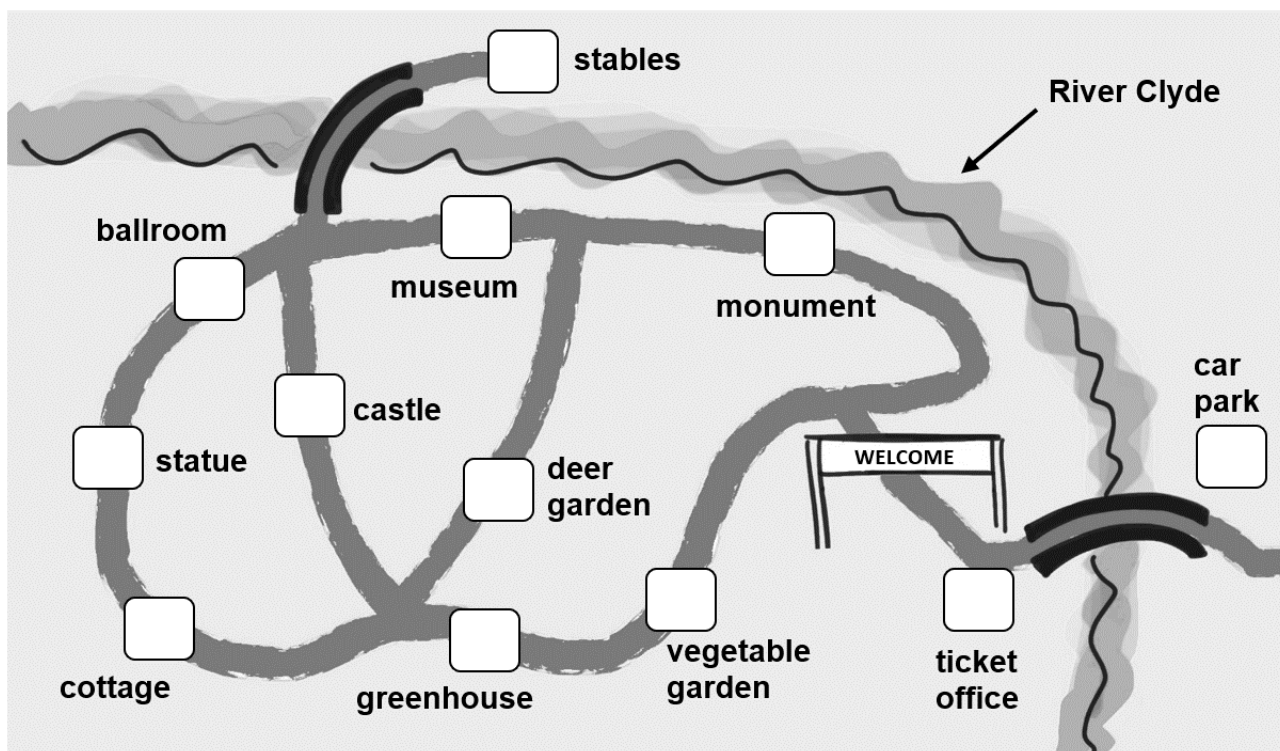 stables
River Clyde
ballroom
museum
monument
car
park
castle
WELCOME
statue
deer
garden
vegetable
garden
ticket
office
cottage
greenhouse